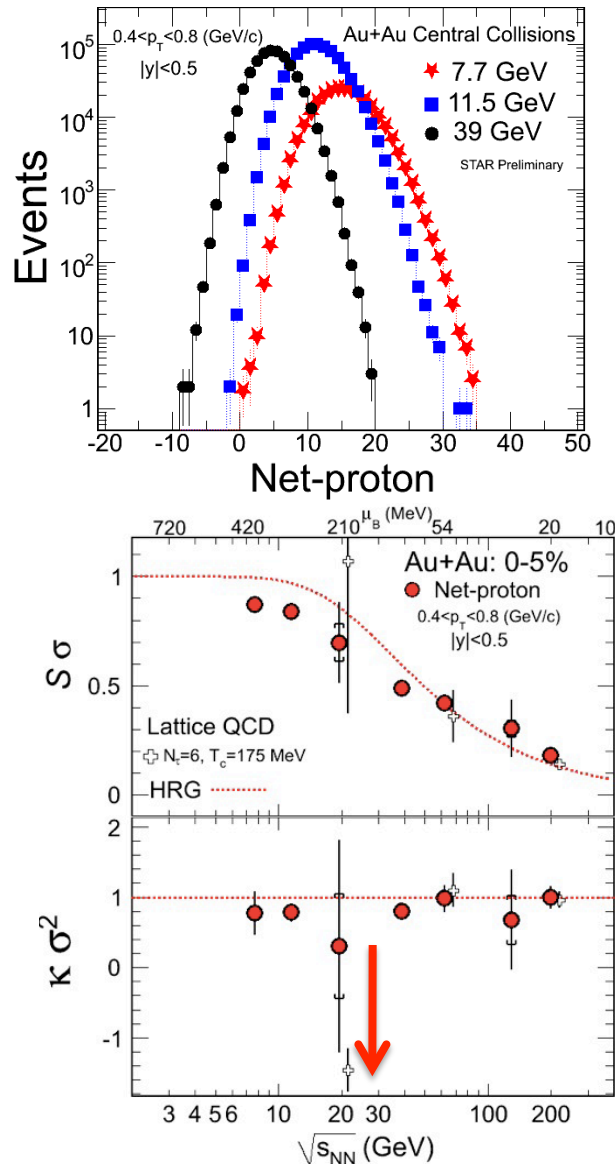 0.4<p_T<0.8 (GeV/c)
|y|<0.5
Au+Au Central Collisions
7.7 GeV
11.5 GeV
39 GeV
STAR Preliminary
Events
10^5
10^4
10^3
10^2
10
1
-20 -10 0 10 20 30 40 50
Net-proton
720 420 210 μ_B (MeV) 54 20 10
Au+Au: 0-5%
Net-proton
0.4<p_T<0.8 (GeV/c)
|y|<0.5
S σ
1
0.5
0
Lattice QCD
N_τ=6, T_c=175 MeV
HRG
κ σ²
2
1
0
-1
3 4 5 6 10 20 30 100 200
√s_NN (GeV)